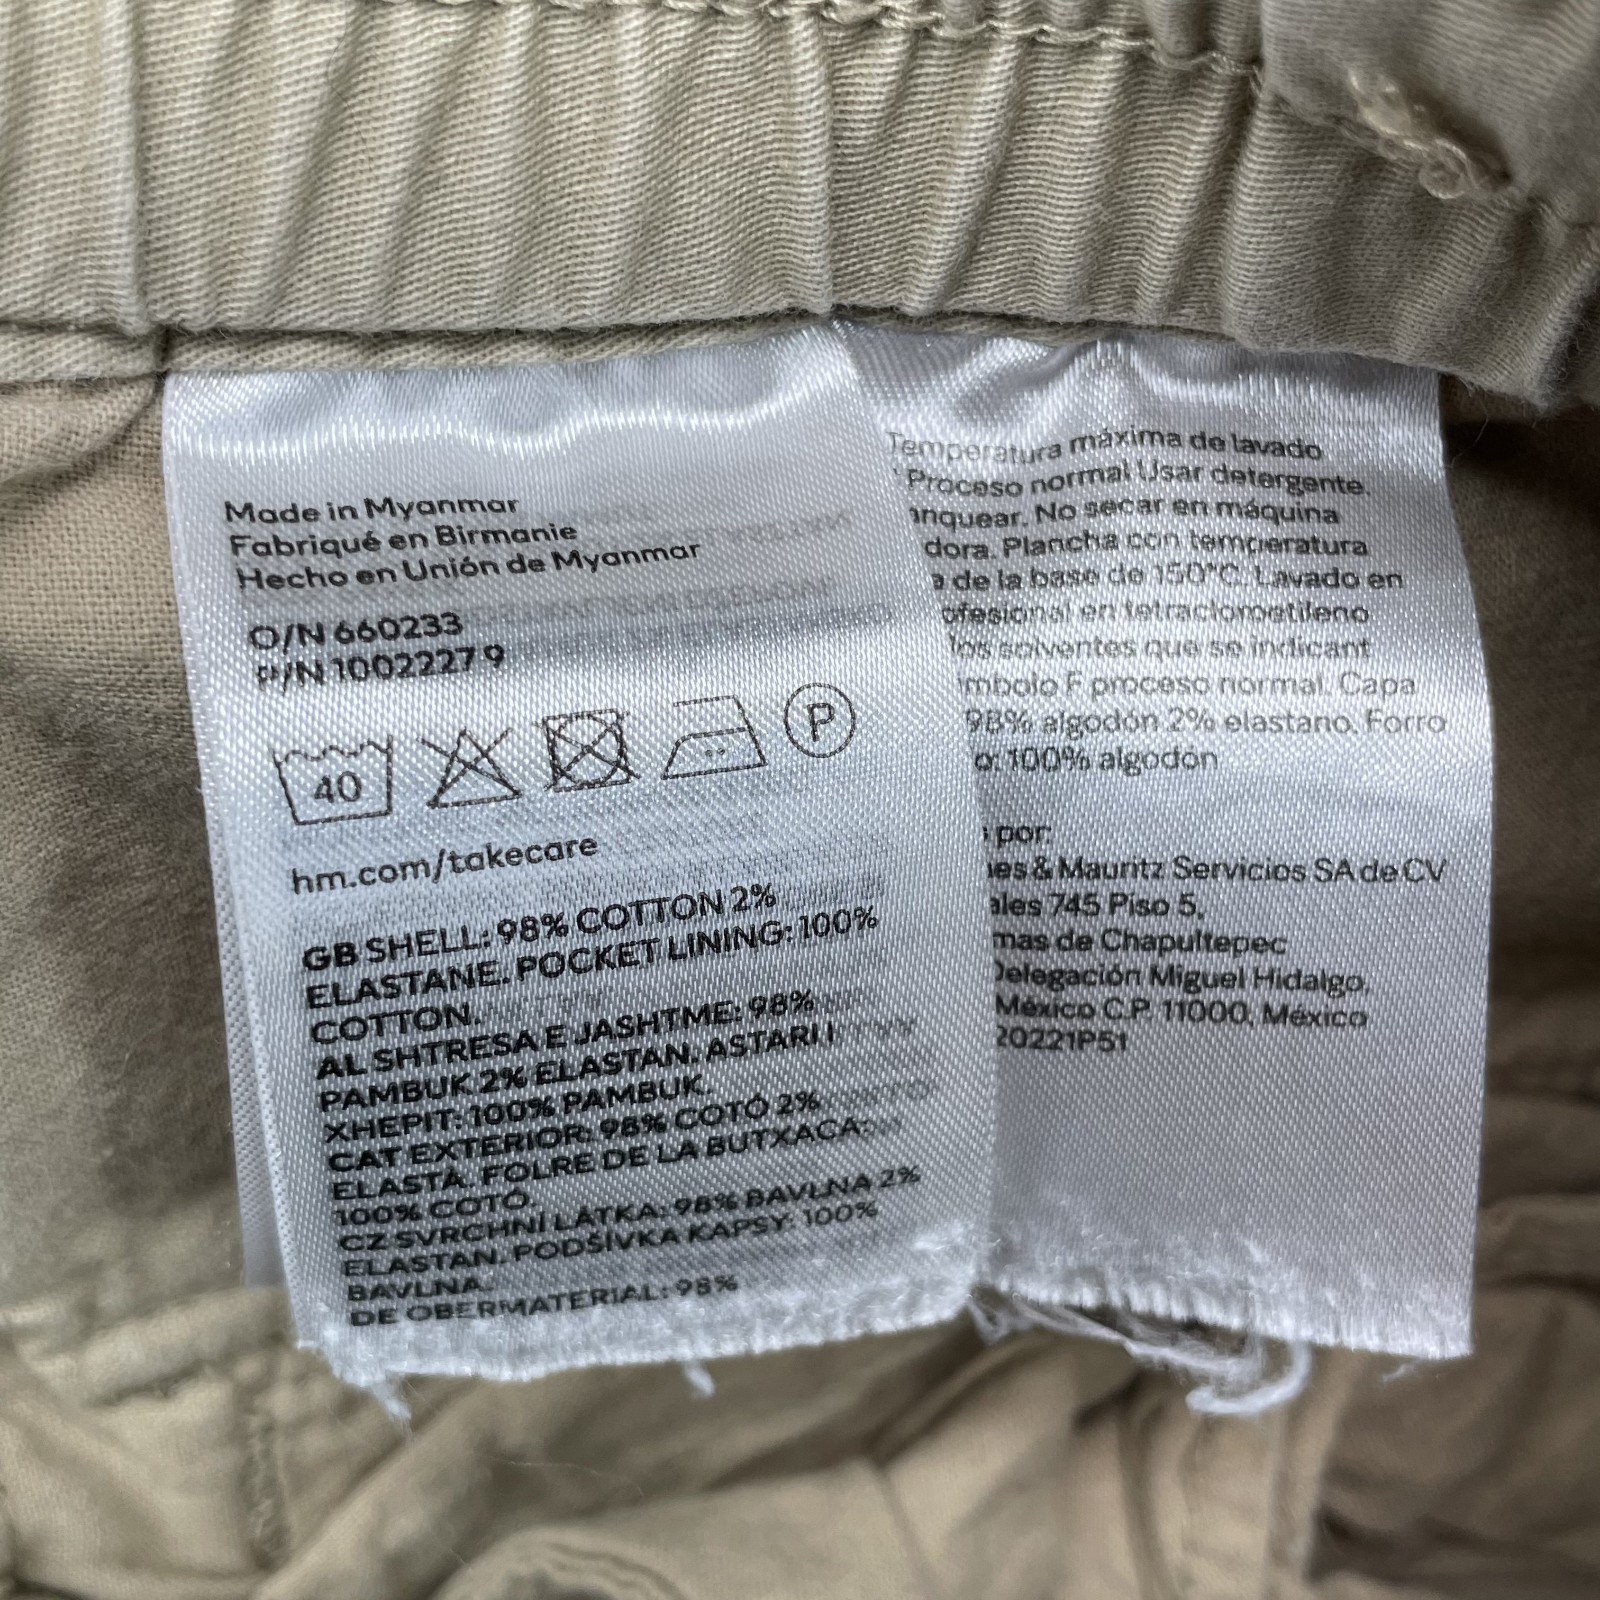 Made in Myanmar
Fabriqué en Birmanie
Hecho en Unión de Myanmar
O/N 660233
P/N 10022279
40
P
hm.com/takecare
GB SHELL: 98% COTTON 2%
ELASTANE. POCKET LINING: 100%
COTTON.
AL SHTRESA E JASHTME: 98%
PAMBUK 2% ELASTAN. ASTARI I
XHEPIT: 100% PAMBUK.
CAT EXTERIOR: 98% COTÓ 2%
ELASTÀ. FOLRE DE LA BUTXACA:
100% COTÓ.
CZ SVRCHNÍ LÁTKA: 98% BAVLNA 2%
ELASTAN. PODŠÍVKA KAPSY: 100%
BAVLNA.
DE OBERMATERIAL: 98%
Temperatura máxima de lavado
Proceso normal Usar detergente.
anquear. No secar en máquina
dora. Plancha con temperatura
a de la base de 150°C. Lavado en
ofesional en tetracloroetileno
los solventes que se indicant
mbolo F proceso normal. Capa
98% algodón 2% elastano. Forro
o: 100% algodón
por:
es & Mauritz Servicios SA de CV
ales 745 Piso 5,
mas de Chapultepec
Delegación Miguel Hidalgo,
México C.P. 11000, México
20221P51